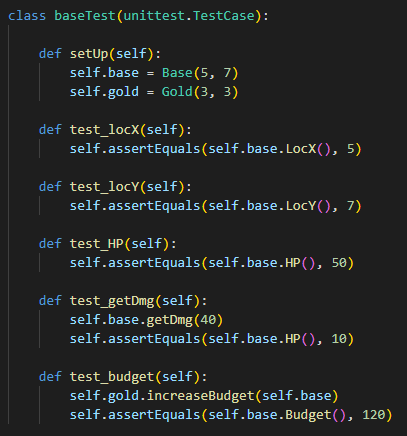 class baseTest(unittest.TestCase):
    def setUp(self):
        self.base = Base(5, 7)
        self.gold = Gold(3, 3)
    def test_locX(self):
        self.assertEquals(self.base.LocX(), 5)
    def test_locY(self):
        self.assertEquals(self.base.LocY(), 7)
    def test_HP(self):
        self.assertEquals(self.base.HP(), 50)
    def test_getDmg(self):
        self.base.getDmg(40)
        self.assertEquals(self.base.HP(), 10)
    def test_budget(self):
        self.gold.increaseBudget(self.base)
        self.assertEquals(self.base.Budget(), 120)